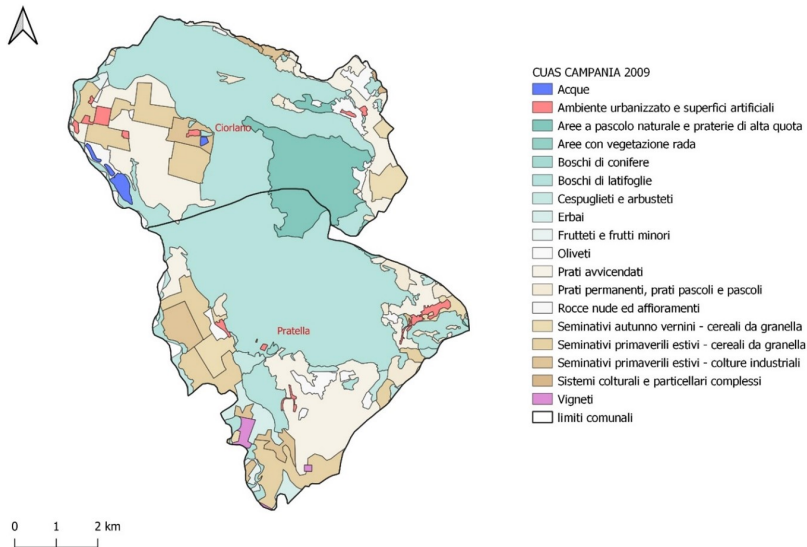 CUAS CAMPANIA 2009
Acque
Ambiente urbanizzato e superfici artificiali
Aree a pascolo naturale e praterie di alta quota
Aree con vegetazione rada
Boschi di conifere
Boschi di latifoglie
Cespuglieti e arbusteti
Erbai
Frutteti e frutti minori
Oliveti
Prati avvicendati
Prati permanenti, prati pascoli e pascoli
Rocce nude ed affioramenti
Seminativi autunno vernini - cereali da granella
Seminativi primaverili estivi - cereali da granella
Seminativi primaverili estivi - colture industriali
Sistemi colturali e particellari complessi
Vigneti
limiti comunali
Ciorlano
Pratella
0 1 2 km